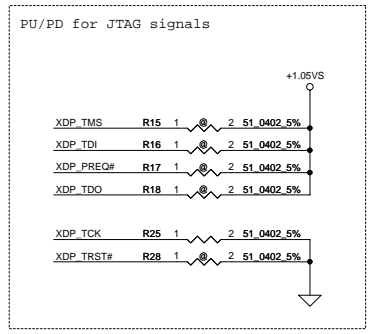 PU/PD for JTAG signals
+1.05VS
XDP_TMS R15 1 @ 2 51_0402_5%
XDP_TDI R16 1 @ 2 51_0402_5%
XDP_PREQ# R17 1 @ 2 51_0402_5%
XDP_TDO R18 1 @ 2 51_0402_5%
XDP_TCK R25 1 2 51_0402_5%
XDP_TRST# R28 1 @ 2 51_0402_5%